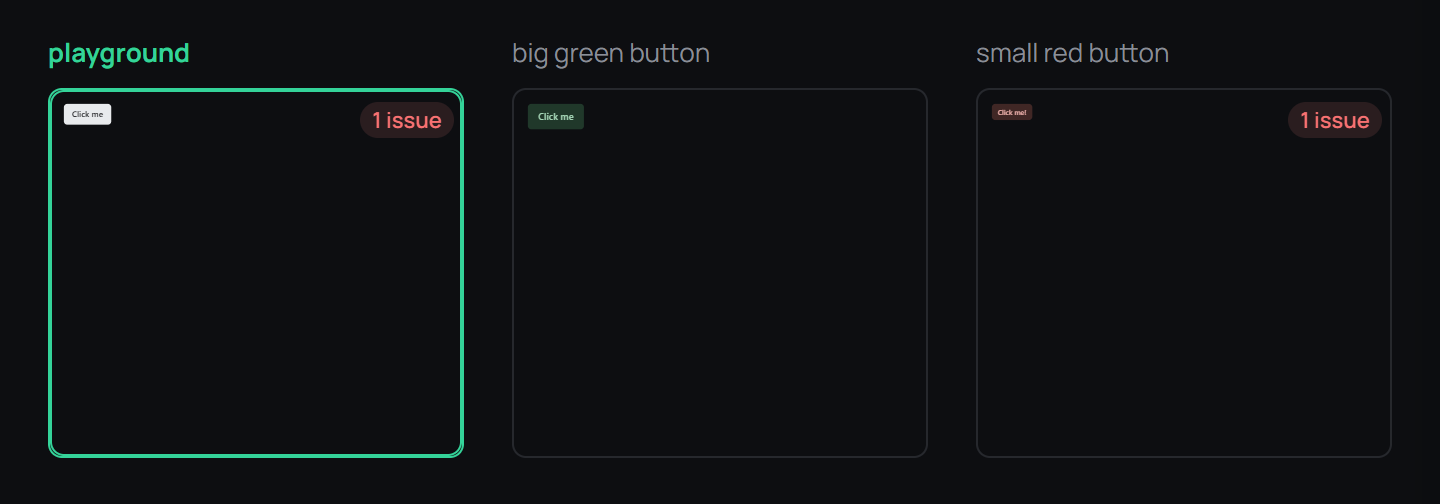 playground
big green button
small red button
Click me
1 issue
Click me
Click me!
1 issue